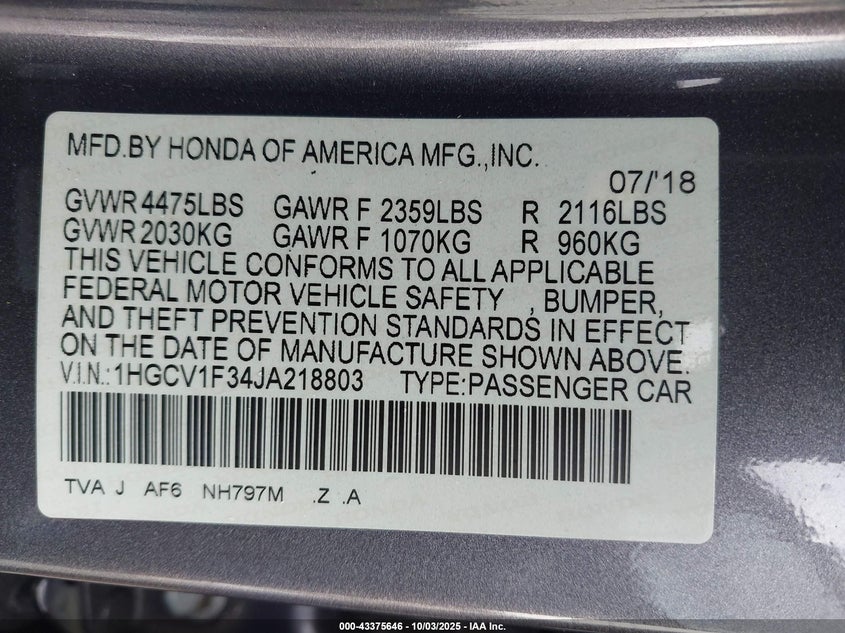 MFD.BY HONDA OF AMERICA MFG.,INC.
07/'18
GVWR 4475LBS GAWR F 2359LBS R 2116LBS
GVWR 2030KG GAWR F 1070KG R 960KG
THIS VEHICLE CONFORMS TO ALL APPLICABLE
FEDERAL MOTOR VEHICLE SAFETY , BUMPER,
AND THEFT PREVENTION STANDARDS IN EFFECT
ON THE DATE OF MANUFACTURE SHOWN ABOVE.
V.I.N.:1HGCV1F34JA218803 TYPE:PASSENGER CAR
TVA J AF6 NH797M .Z .A
000-43375646 - 10/03/2025 - IAA Inc.